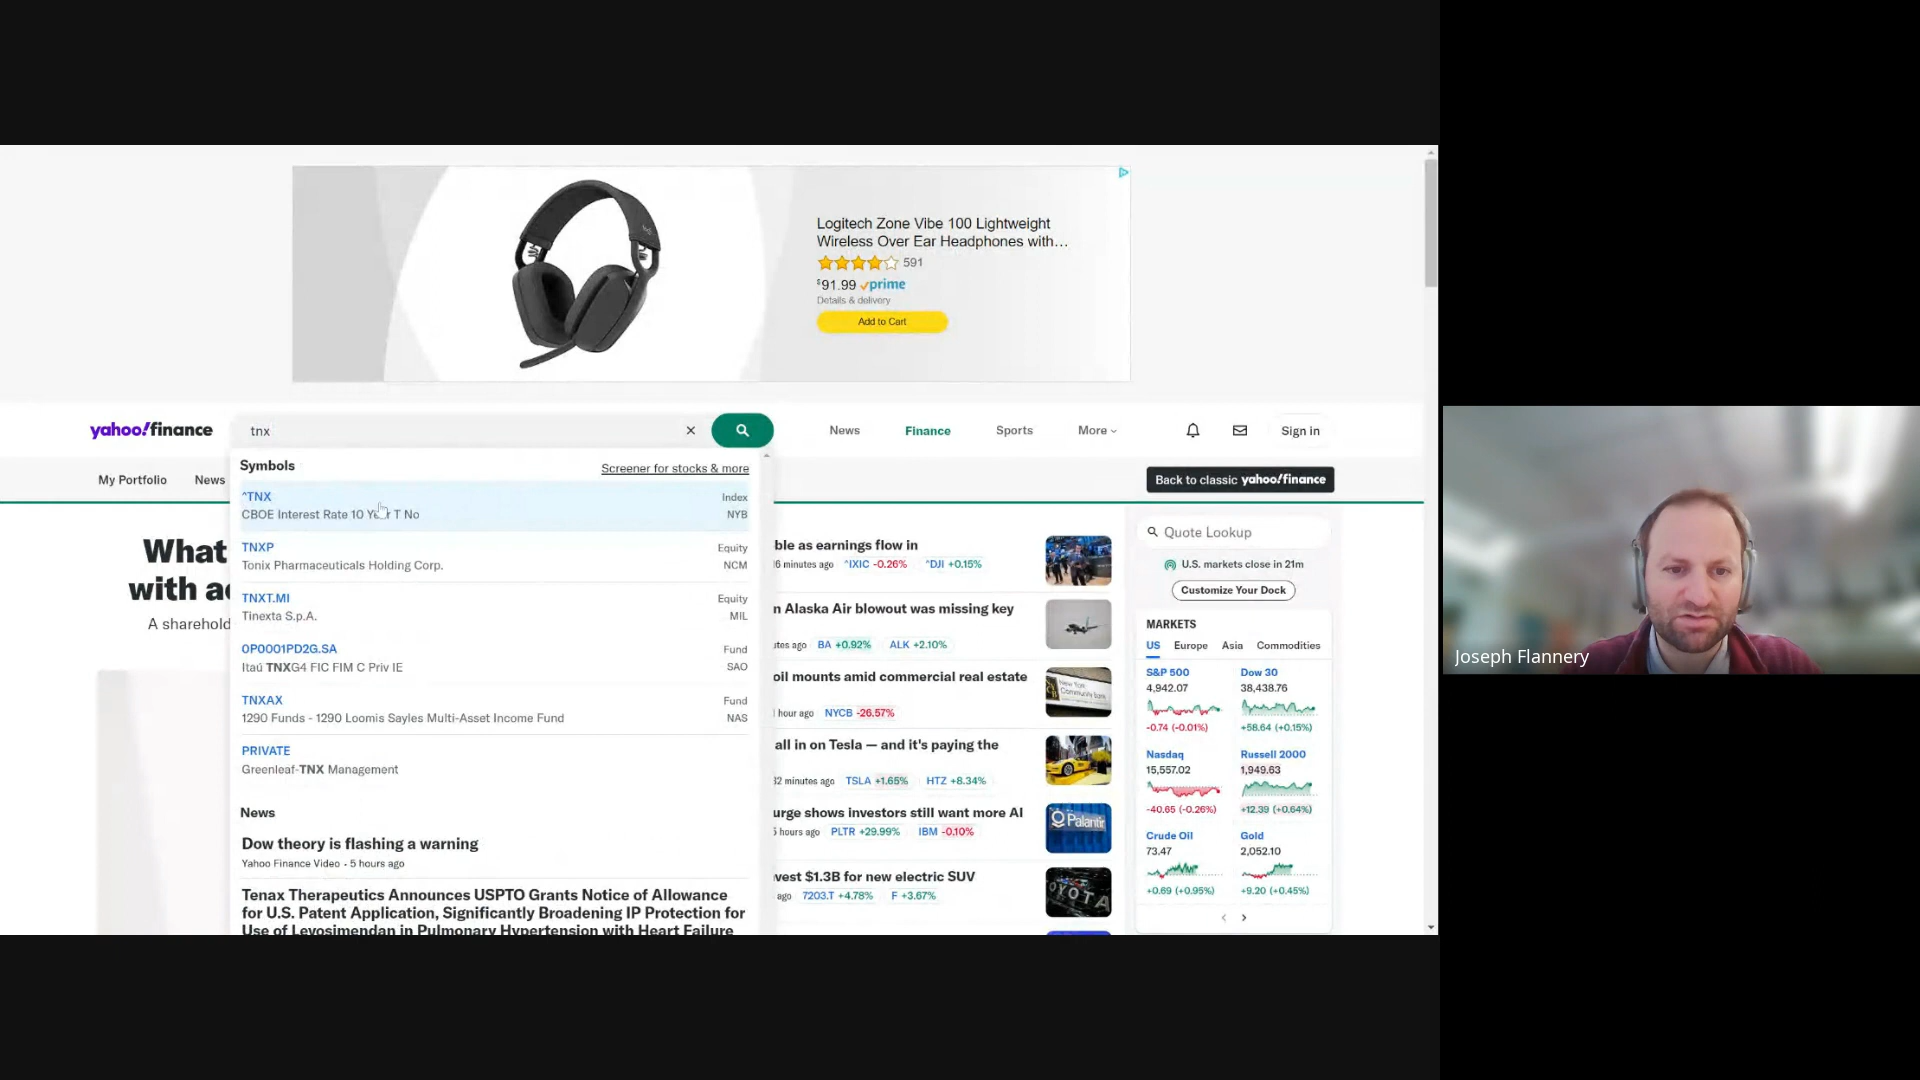 Logitech Zone Vibe 100 Lightweight
Wireless Over Ear Headphones with...
591
$91.99 prime
Details & delivery
Add to Cart
yahoo!finance
tnx
News
Finance
Sports
More
Sign in
My Portfolio
News
Back to classic yahoo!finance
Symbols
Screener for stocks & more
^TNX
Index
CBOE Interest Rate 10 Year T No
NYB
TNXP
Equity
Tonix Pharmaceuticals Holding Corp.
NCM
TNXT.MI
Equity
Tinexta S.p.A.
MIL
0P0001PD2G.SA
Fund
Itaú TNXG4 FIC FIM C Priv IE
SAO
TNXAX
Fund
1290 Funds - 1290 Loomis Sayles Multi-Asset Income Fund
NAS
PRIVATE
Greenleaf-TNX Management
News
Dow theory is flashing a warning
Yahoo Finance Video • 5 hours ago
Tenax Therapeutics Announces USPTO Grants Notice of Allowance
for U.S. Patent Application, Significantly Broadening IP Protection for
Use of Levosimendan in Pulmonary Hypertension with Heart Failure
What
with
A sharehold
ble as earnings flow in
6 minutes ago ^IXIC -0.26% ^DJI +0.15%
n Alaska Air blowout was missing key
utes ago BA +0.92% ALK +2.10%
oil mounts amid commercial real estate
hour ago NYCB -26.57%
all in on Tesla — and it's paying the
32 minutes ago TSLA +1.65% HTZ +8.34%
urge shows investors still want more AI
5 hours ago PLTR +29.99% IBM -0.10%
vest $1.3B for new electric SUV
ago 7203.T +4.78% F +3.67%
New York
Community Bank
Palantir
OYOTA
Quote Lookup
U.S. markets close in 21m
Customize Your Dock
MARKETS
US Europe Asia Commodities
S&P 500
4,942.07
-0.74 (-0.01%)
Dow 30
38,438.76
+58.64 (+0.15%)
Nasdaq
15,557.02
-40.65 (-0.26%)
Russell 2000
1,949.63
+12.39 (+0.64%)
Crude Oil
73.47
+0.69 (+0.95%)
Gold
2,052.10
+9.20 (+0.45%)
Joseph Flannery